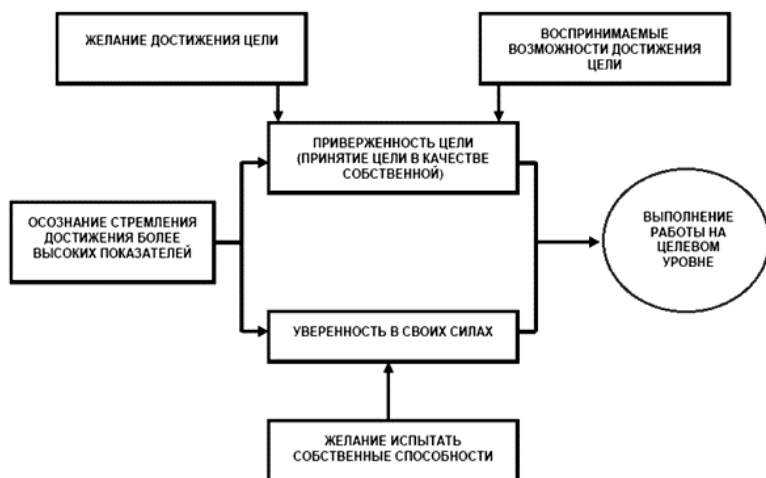 ЖЕЛАНИЕ ДОСТИЖЕНИЯ ЦЕЛИ
ВОСПРИНИМАЕМЫЕ
ВОЗМОЖНОСТИ ДОСТИЖЕНИЯ
ЦЕЛИ
ПРИВЕРЖЕННОСТЬ ЦЕЛИ
(ПРИНЯТИЕ ЦЕЛИ В КАЧЕСТВЕ
СОБСТВЕННОЙ)
ОСОЗНАНИЕ СТРЕМЛЕНИЯ
ДОСТИЖЕНИЯ БОЛЕЕ
ВЫСОКИХ ПОКАЗАТЕЛЕЙ
ВЫПОЛНЕНИЕ
РАБОТЫ НА
ЦЕЛЕВОМ
УРОВНЕ
УВЕРЕННОСТЬ В СВОИХ СИЛАХ
ЖЕЛАНИЕ ИСПЫТАТЬ
СОБСТВЕННЫЕ СПОСОБНОСТИ